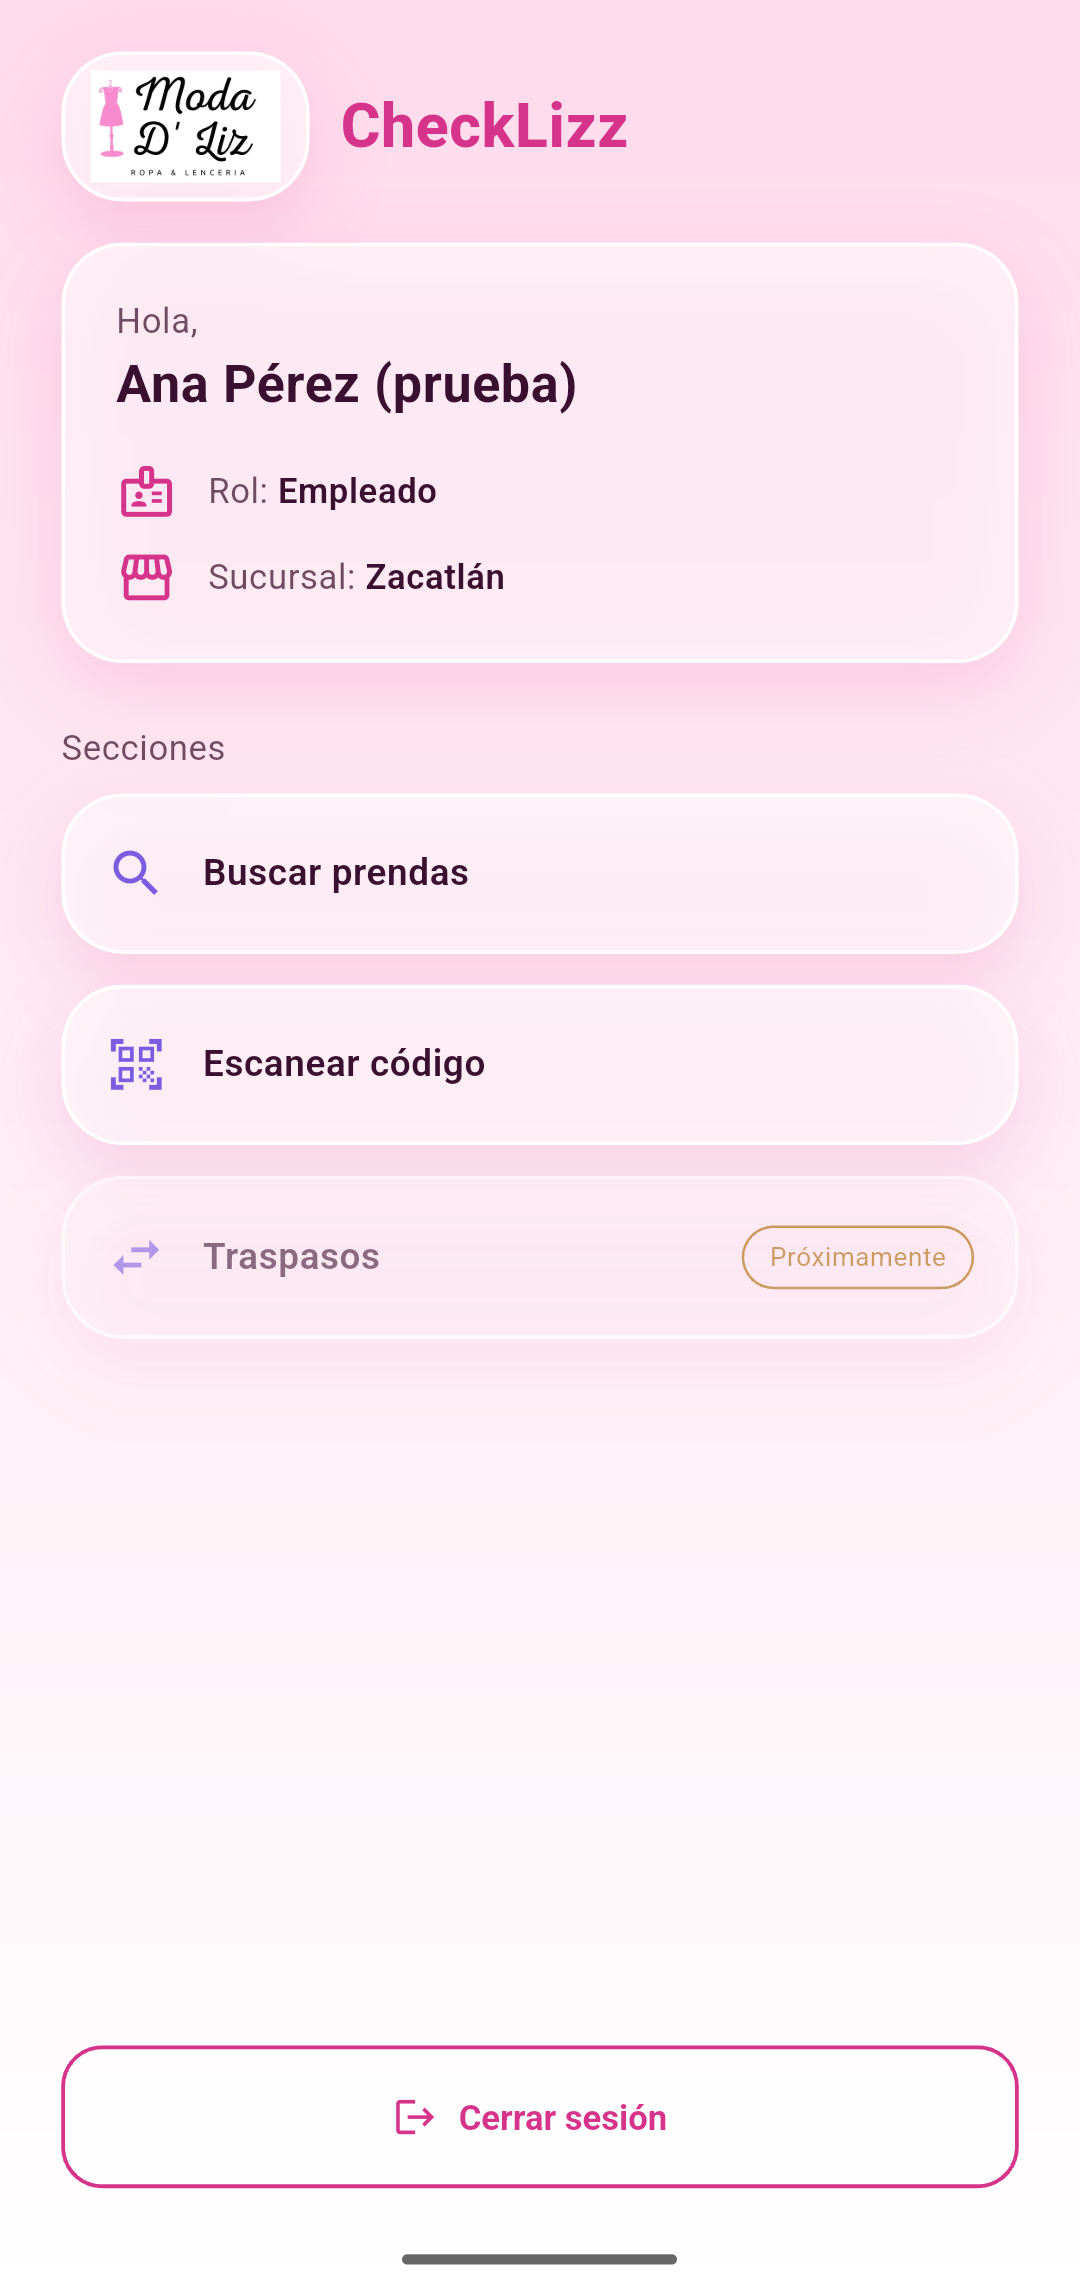 Moda
D' Liz
ROPA & LENCERIA
CheckLizz
Hola,
Ana Pérez (prueba)
Rol: Empleado
Sucursal: Zacatlán
Secciones
Buscar prendas
Escanear código
Traspasos
Próximamente
Cerrar sesión